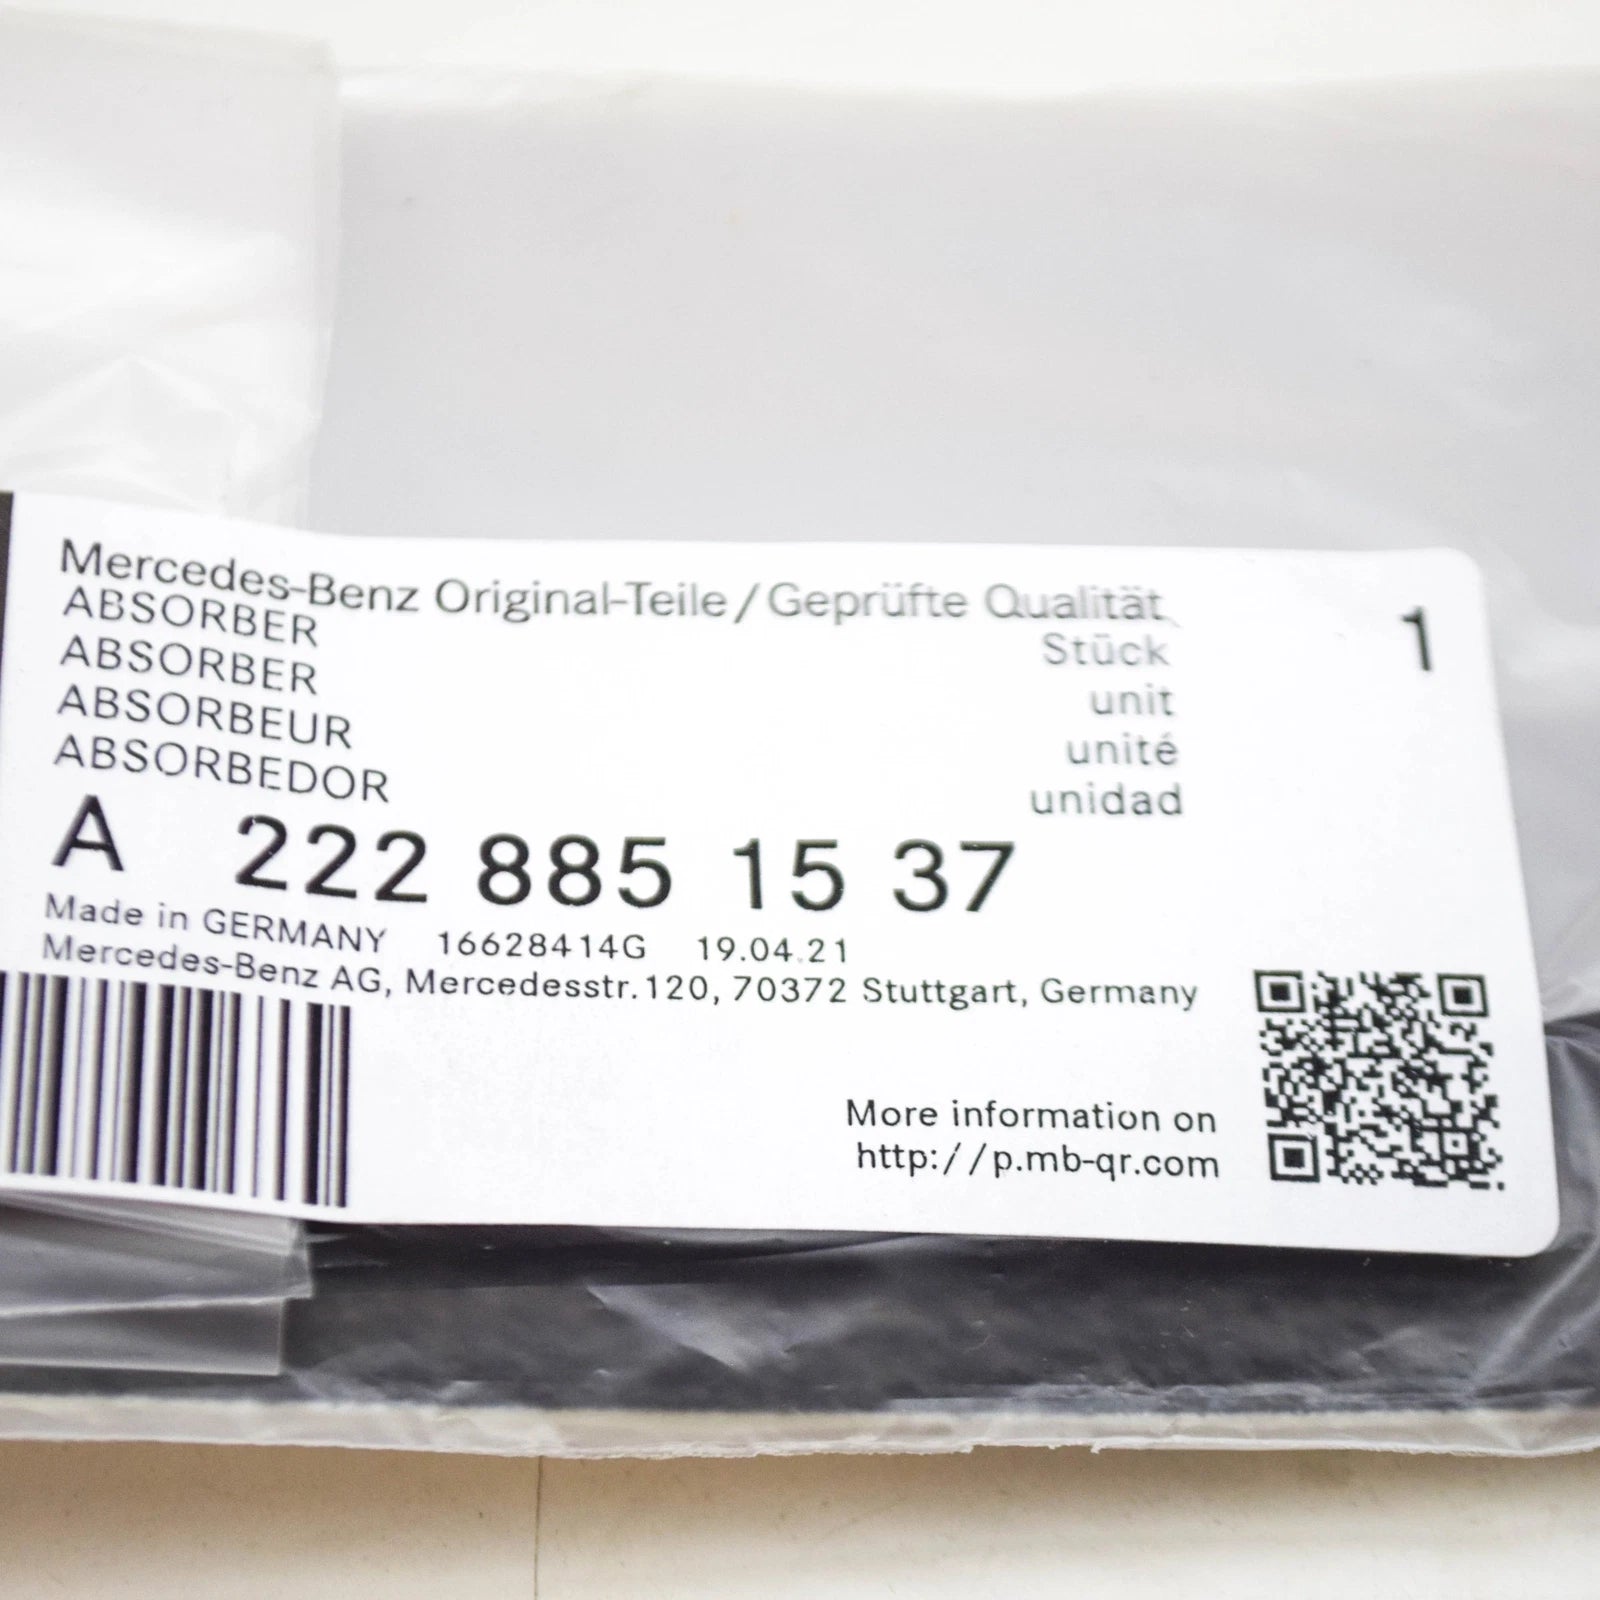 Mercedes-Benz Original-Teile/Geprüfte Qualität
ABSORBER Stück 1
ABSORBER unit
ABSORBEUR unité
ABSORBEDOR unidad
A 222 885 15 37
Made in GERMANY 16628414G 19.04.21
Mercedes-Benz AG, Mercedesstr.120, 70372 Stuttgart, Germany
More information on
http://p.mb-qr.com